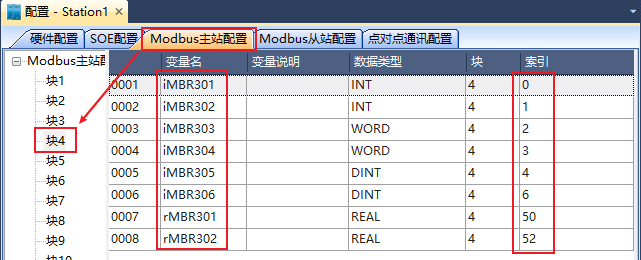 配置 - Station1
硬件配置 SOE配置 Modbus主站配置 Modbus从站配置 点对点通讯配置
Modbus主站配
块1
块2
块3
块4
块5
块6
块7
块8
块9
变量名 变量说明 数据类型 块 索引
0001 iMBR301 INT 4 0
0002 iMBR302 INT 4 1
0003 iMBR303 WORD 4 2
0004 iMBR304 WORD 4 3
0005 iMBR305 DINT 4 4
0006 iMBR306 DINT 4 6
0007 rMBR301 REAL 4 50
0008 rMBR302 REAL 4 52